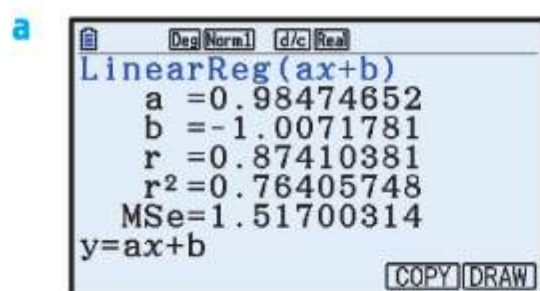 a
Deg Norm1 d/c Real
LinearReg(ax+b)
a =0.98474652
b =-1.0071781
r =0.87410381
r²=0.76405748
MSe=1.51700314
y=ax+b
COPY DRAW